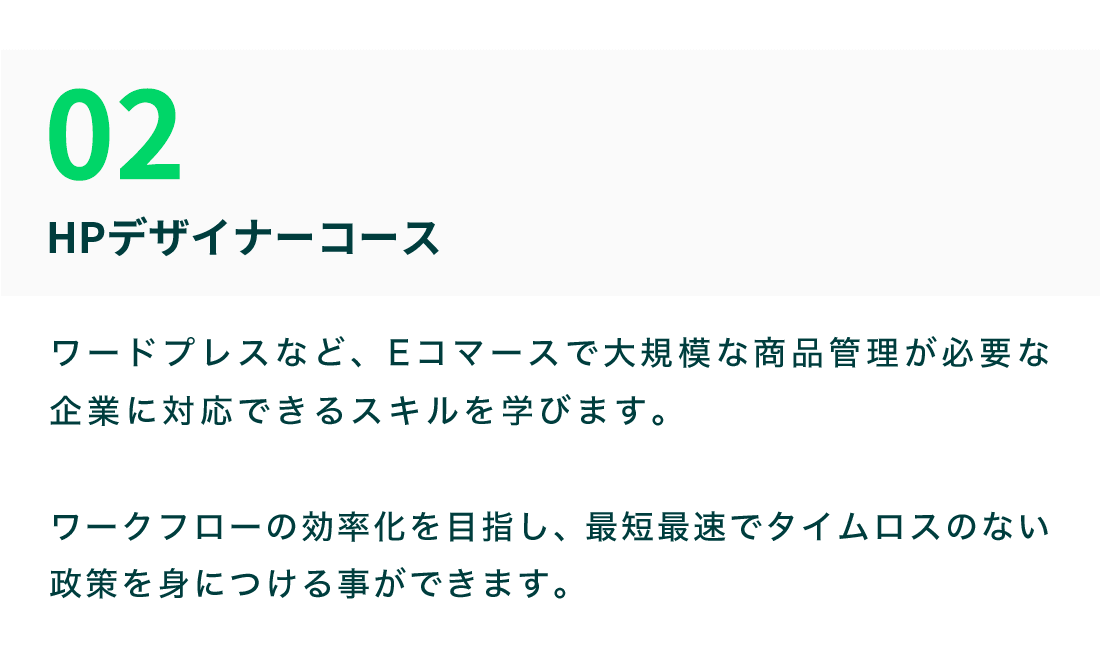 02
HPデザイナーコース
ワードプレスなど、Eコマースで大規模な商品管理が必要な
企業に対応できるスキルを学びます。
ワークフローの効率化を目指し、最短最速でタイムロスのない
政策を身につける事ができます。